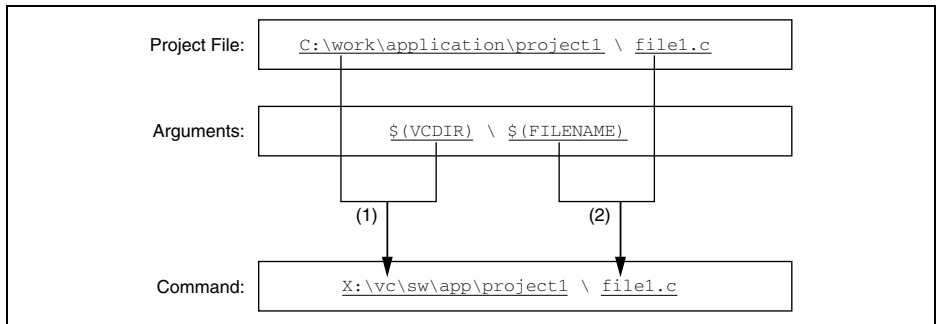 Project File: C:\work\application\project1 \ file1.c
Arguments: $(VCDIR) \ $(FILENAME)
(1) (2)
Command: X:\vc\sw\app\project1 \ file1.c